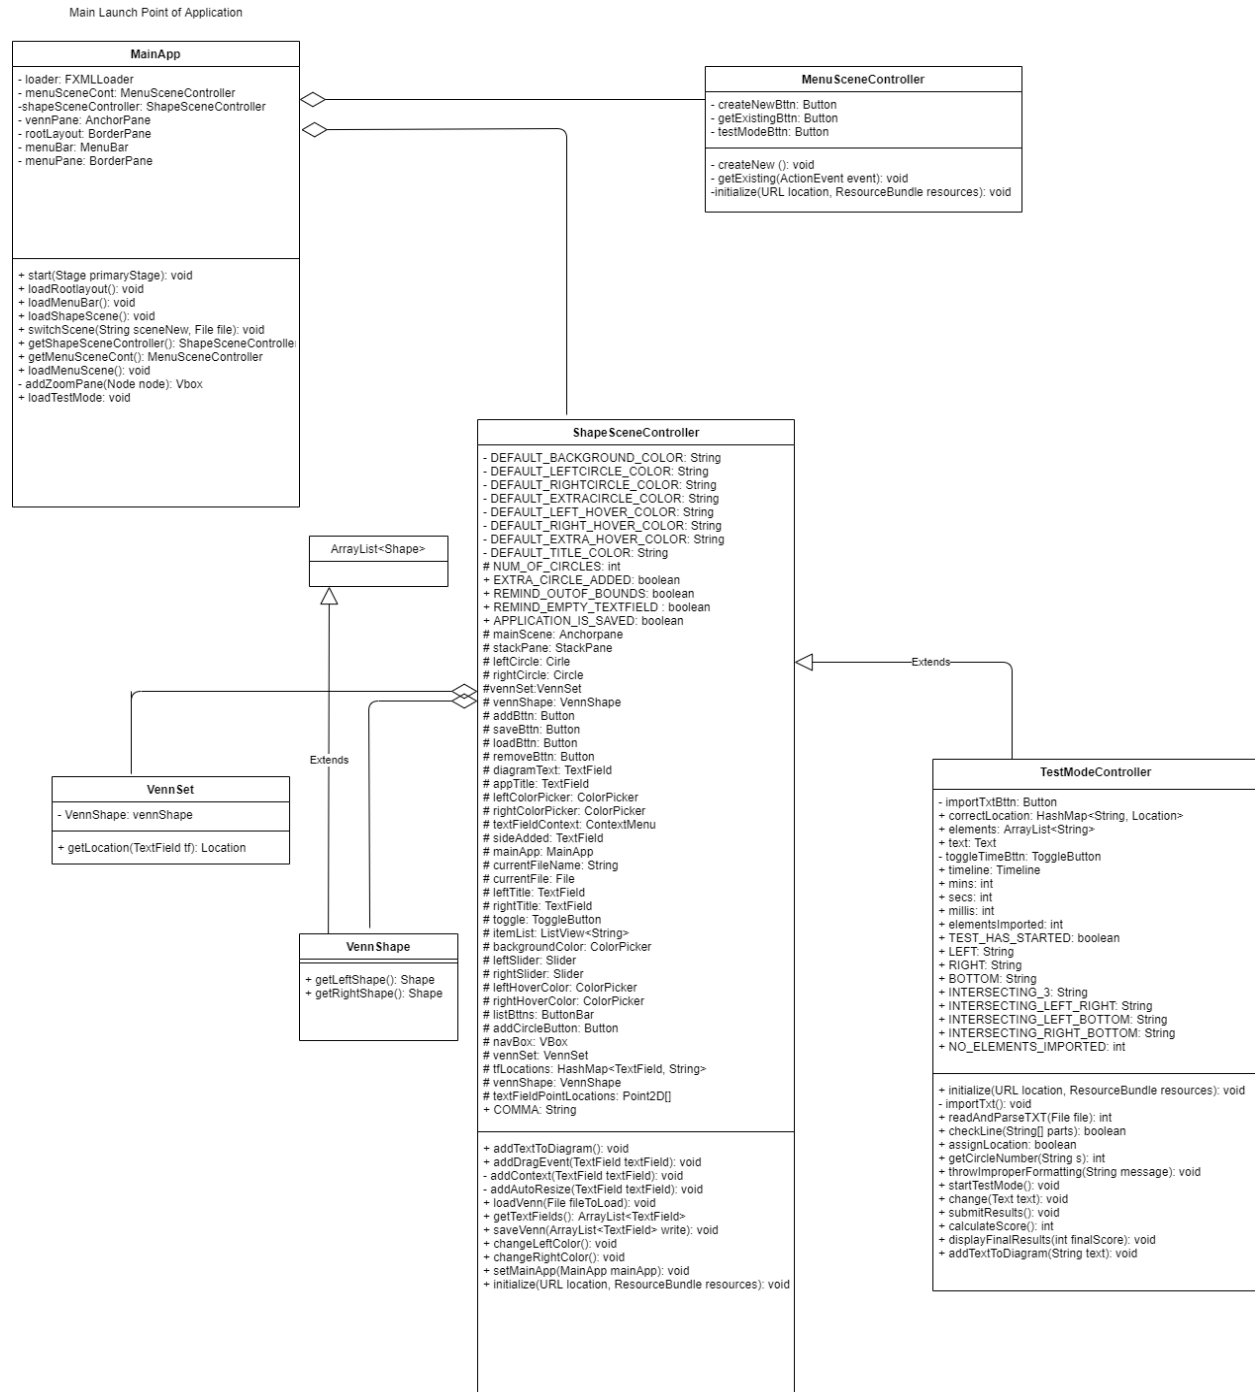 Main Launch Point of Application
MainApp
- loader: FXMLLoader
- menuSceneCont: MenuSceneController
-shapeSceneController: ShapeSceneController
- vennPane: AnchorPane
- rootLayout: BorderPane
- menuBar: MenuBar
- menuPane: BorderPane
+ start(Stage primaryStage): void
+ loadRootlayout(): void
+ loadMenuBar(): void
+ loadShapeScene(): void
+ switchScene(String sceneNew, File file): void
+ getShapeSceneController(): ShapeSceneControlle
+ getMenuSceneCont(): MenuSceneController
+ loadMenuScene(): void
- addZoomPane(Node node): Vbox
+ loadTestMode: void
MenuSceneController
- createNewBttn: Button
- getExistingBttn: Button
- testModeBttn: Button
- createNew (): void
- getExisting(ActionEvent event): void
-initialize(URL location, ResourceBundle resources): void
ShapeSceneController
- DEFAULT_BACKGROUND_COLOR: String
- DEFAULT_LEFTCIRCLE_COLOR: String
- DEFAULT_RIGHTCIRCLE_COLOR: String
- DEFAULT_EXTRACIRCLE_COLOR: String
- DEFAULT_LEFT_HOVER_COLOR: String
- DEFAULT_RIGHT_HOVER_COLOR: String
- DEFAULT_EXTRA_HOVER_COLOR: String
- DEFAULT_TITLE_COLOR: String
# NUM_OF_CIRCLES: int
+ EXTRA_CIRCLE_ADDED: boolean
+ REMIND_OUTOF_BOUNDS: boolean
+ REMIND_EMPTY_TEXTFIELD : boolean
+ APPLICATION_IS_SAVED: boolean
# mainScene: Anchorpane
# stackPane: StackPane
# leftCircle: Cirle
# rightCircle: Circle
#vennSet:VennSet
# vennShape: VennShape
# addBttn: Button
# saveBttn: Button
# loadBttn: Button
# removeBttn: Button
# diagramText: TextField
# appTitle: TextField
# leftColorPicker: ColorPicker
# rightColorPicker: ColorPicker
# textFieldContext: ContextMenu
# sideAdded: TextField
# mainApp: MainApp
# currentFileName: String
# currentFile: File
# leftTitle: TextField
# rightTitle: TextField
# toggle: ToggleButton
# itemList: ListView<String>
# backgroundColor: ColorPicker
# leftSlider: Slider
# rightSlider: Slider
# leftHoverColor: ColorPicker
# rightHoverColor: ColorPicker
# listBttns: ButtonBar
# addCircleButton: Button
# navBox: VBox
# vennSet: VennSet
# tfLocations: HashMap<TextField, String>
# vennShape: VennShape
# textFieldPointLocations: Point2D[]
+ COMMA: String
+ addTextToDiagram(): void
+ addDragEvent(TextField textField): void
- addContext(TextField textField): void
- addAutoResize(TextField textField): void
+ loadVenn(File fileToLoad): void
+ getTextFields(): ArrayList<TextField>
+ saveVenn(ArrayList<TextField> write): void
+ changeLeftColor(): void
+ changeRightColor(): void
+ setMainApp(MainApp mainApp): void
+ initialize(URL location, ResourceBundle resources): void
ArrayList<Shape>
Extends
Extends
VennSet
- VennShape: vennShape
+ getLocation(TextField tf): Location
VennShape
+ getLeftShape(): Shape
+ getRightShape(): Shape
TestModeController
- importTxtBttn: Button
+ correctLocation: HashMap<String, Location>
+ elements: ArrayList<String>
+ text: Text
- toggleTimeBttn: ToggleButton
+ timeline: Timeline
+ mins: int
+ secs: int
+ millis: int
+ elementsImported: int
+ TEST_HAS_STARTED: boolean
+ LEFT: String
+ RIGHT: String
+ BOTTOM: String
+ INTERSECTING_3: String
+ INTERSECTING_LEFT_RIGHT: String
+ INTERSECTING_LEFT_BOTTOM: String
+ INTERSECTING_RIGHT_BOTTOM: String
+ NO_ELEMENTS_IMPORTED: int
+ initialize(URL location, ResourceBundle resources): void
- importTxt(): void
+ readAndParseTXT(File file): int
+ checkLine(String[] parts): boolean
+ assignLocation: boolean
+ getCircleNumber(String s): int
+ throwImproperFormatting(String message): void
+ startTestMode(): void
+ change(Text text): void
+ submitResults(): void
+ calculateScore(): int
+ displayFinalResults(int finalScore): void
+ addTextToDiagram(String text): void